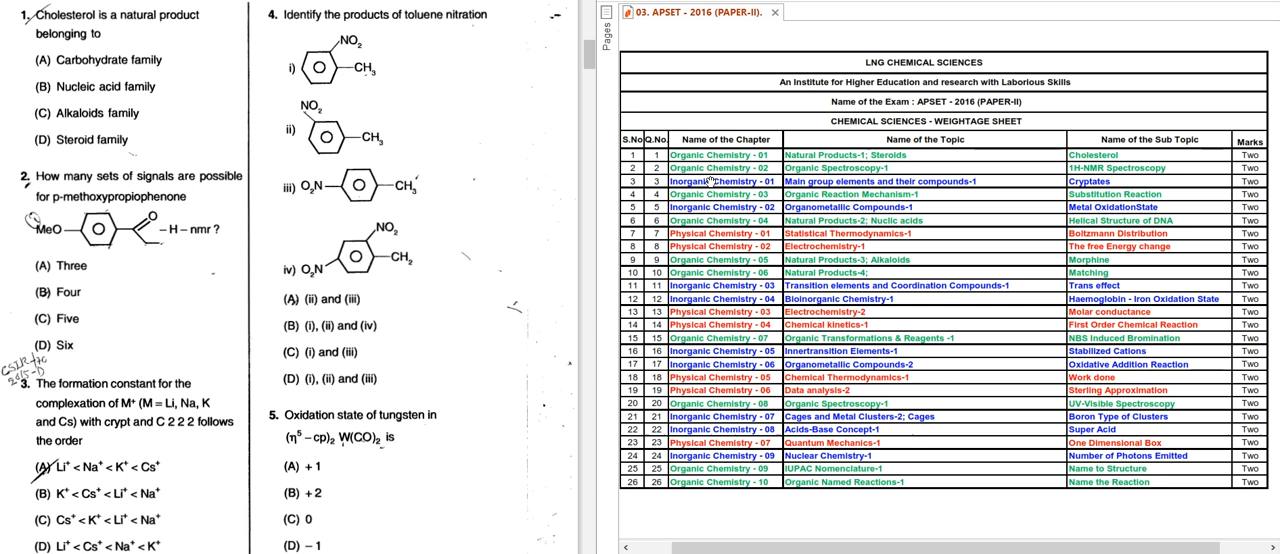 1. Cholesterol is a natural product
belonging to
(A) Carbohydrate family
(B) Nucleic acid family
(C) Alkaloids family
(D) Steroid family
2. How many sets of signals are possible
for p-methoxypropiophenone
MeO O – H – nmr ?
(A) Three
(B) Four
(C) Five
(D) Six
3. The formation constant for the
complexation of M⁺ (M = Li, Na, K
and Cs) with crypt and C 2 2 2 follows
the order
(A) Li⁺ < Na⁺ < K⁺ < Cs⁺
(B) K⁺ < Cs⁺ < Li⁺ < Na⁺
(C) Cs⁺ < K⁺ < Li⁺ < Na⁺
(D) Li⁺ < Cs⁺ < Na⁺ < K⁺
4. Identify the products of toluene nitration
NO₂
i) CH₃
NO₂
ii) CH₃
iii) O₂N CH₃
NO₂
CH₂
iv) O₂N
(A) (ii) and (iii)
(B) (i), (ii) and (iv)
(C) (i) and (iii)
(D) (i), (ii) and (iii)
5. Oxidation state of tungsten in
(η⁵ – cp)₂ W(CO)₂ is
(A) + 1
(B) + 2
(C) 0
(D) – 1
Pages
03. APSET - 2016 (PAPER-II).
LNG CHEMICAL SCIENCES
An Institute for Higher Education and research with Laborious Skills
Name of the Exam : APSET - 2016 (PAPER-II)
CHEMICAL SCIENCES - WEIGHTAGE SHEET
S.No Q.No. Name of the Chapter Name of the Topic Name of the Sub Topic Marks
1 1 Organic Chemistry - 01 Natural Products-1; Steroids Cholesterol Two
2 2 Organic Chemistry - 02 Organic Spectroscopy-1 1H-NMR Spectroscopy Two
3 3 Inorganic Chemistry - 01 Main group elements and their compounds-1 Cryptates Two
4 4 Organic Chemistry - 03 Organic Reaction Mechanism-1 Substitution Reaction Two
5 5 Inorganic Chemistry - 02 Organometallic Compounds-1 Metal OxidationState Two
6 6 Organic Chemistry - 04 Natural Products-2; Nuclic acids Helical Structure of DNA Two
7 7 Physical Chemistry - 01 Statistical Thermodynamics-1 Boltzmann Distribution Two
8 8 Physical Chemistry - 02 Electrochemistry-1 The free Energy change Two
9 9 Organic Chemistry - 05 Natural Products-3; Alkaloids Morphine Two
10 10 Organic Chemistry - 06 Natural Products-4; Matching Two
11 11 Inorganic Chemistry - 03 Transition elements and Coordination Compounds-1 Trans effect Two
12 12 Inorganic Chemistry - 04 Bioinorganic Chemistry-1 Haemoglobin - Iron Oxidation State Two
13 13 Physical Chemistry - 03 Electrochemistry-2 Molar conductance Two
14 14 Physical Chemistry - 04 Chemical kinetics-1 First Order Chemical Reaction Two
15 15 Organic Chemistry - 07 Organic Transformations & Reagents -1 NBS Induced Bromination Two
16 16 Inorganic Chemistry - 05 Innertransition Elements-1 Stabilized Cations Two
17 17 Inorganic Chemistry - 06 Organometallic Compounds-2 Oxidative Addition Reaction Two
18 18 Physical Chemistry - 05 Chemical Thermodynamics-1 Work done Two
19 19 Physical Chemistry - 06 Data analysis-2 Sterling Approximation Two
20 20 Organic Chemistry - 08 Organic Spectroscopy-1 UV-Visible Spectroscopy Two
21 21 Inorganic Chemistry - 07 Cages and Metal Clusters-2; Cages Boron Type of Clusters Two
22 22 Inorganic Chemistry - 08 Acids-Base Concept-1 Super Acid Two
23 23 Physical Chemistry - 07 Quantum Mechanics-1 One Dimensional Box Two
24 24 Inorganic Chemistry - 09 Nuclear Chemistry-1 Number of Photons Emitted Two
25 25 Organic Chemistry - 09 IUPAC Nomenclature-1 Name to Structure Two
26 26 Organic Chemistry - 10 Organic Named Reactions-1 Name the Reaction Two